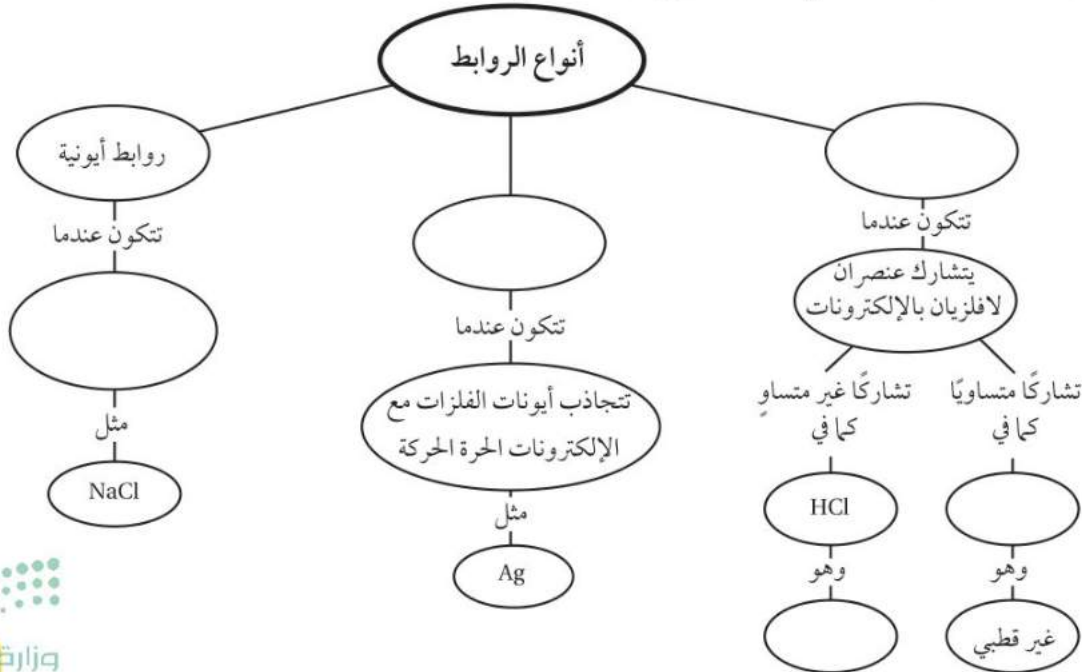 أنواع الروابط
روابط أيونية
تتكون عندما
مثل
NaCl
تتكون عندما
تتجاذب أيونات الفلزات مع
الإلكترونات الحرة الحركة
مثل
Ag
تتكون عندما
يتشارك عنصران
لافلزيان بالإلكترونات
تشاركًا متساويًا
كما في
وهو
غير قطبي
تشاركًا غير متساوٍ
كما في
HCl
وهو
وزارة